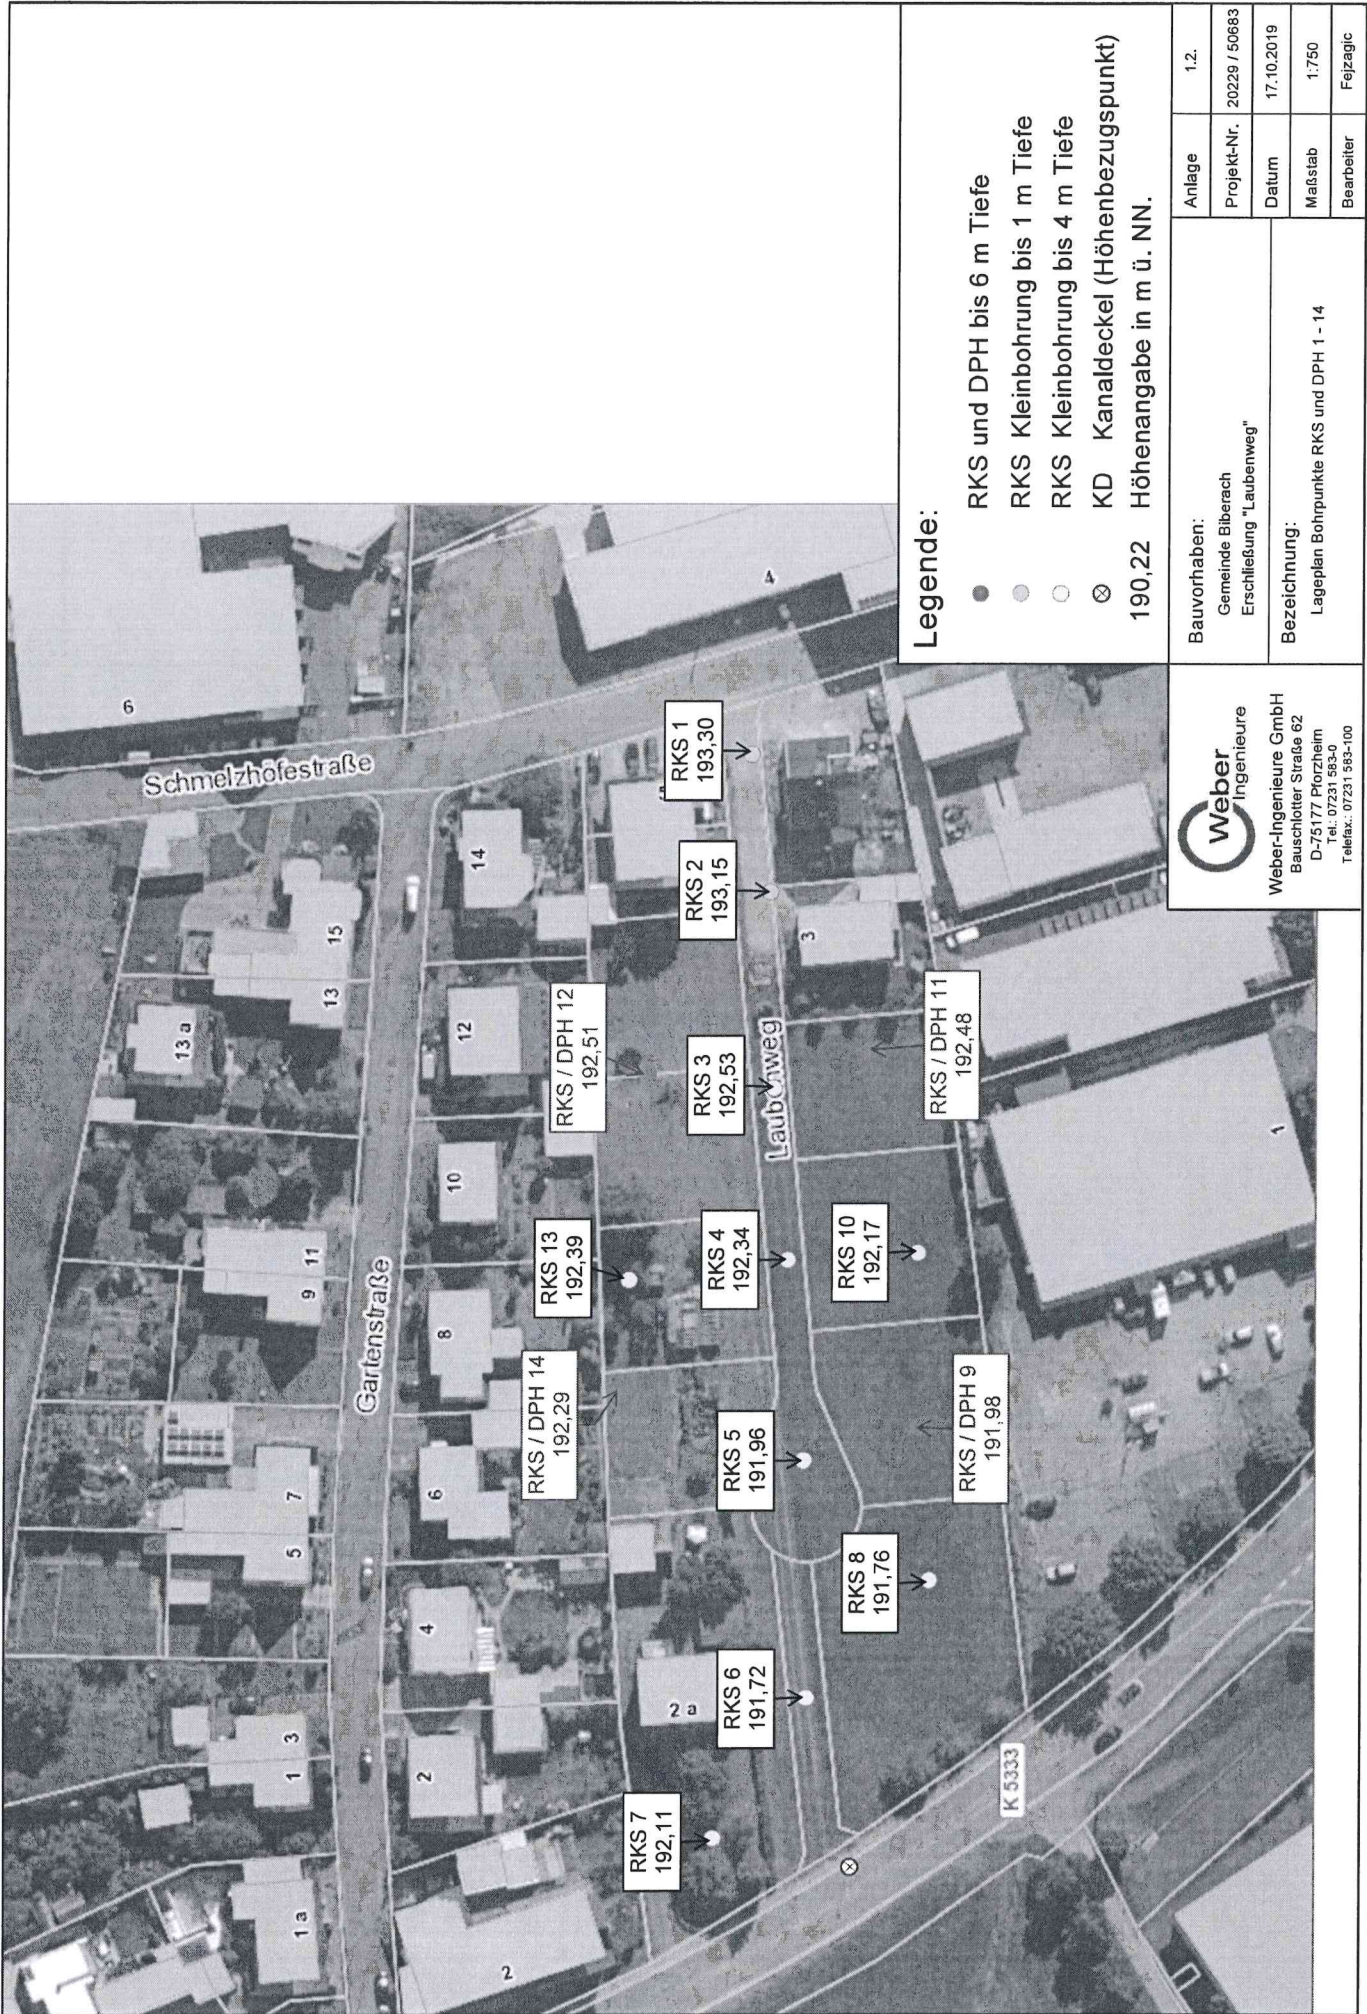 Schmelzhöfestraße
Gartenstraße
Laubenweg
K 5333
6
4
13 a
13
15
14
12
3
11
9
10
8
7
5
6
4
3
1
2
2 a
1 a
2
1
RKS 1
193,30
RKS 2
193,15
RKS / DPH 12
192,51
RKS 3
192,53
RKS / DPH 11
192,48
RKS 13
192,39
RKS 4
192,34
RKS 10
192,17
RKS / DPH 14
192,29
RKS 5
191,96
RKS / DPH 9
191,98
RKS 8
191,76
RKS 6
191,72
RKS 7
192,11
Legende:
RKS und DPH bis 6 m Tiefe
RKS Kleinbohrung bis 1 m Tiefe
RKS Kleinbohrung bis 4 m Tiefe
KD Kanaldeckel (Höhenbezugspunkt)
190,22 Höhenangabe in m ü. NN.
Weber
Ingenieure
Weber-Ingenieure GmbH
Bauschlotter Straße 62
D-75177 Pforzheim
Tel.: 07231 583-0
Telefax.: 07231 583-100
Bauvorhaben:
Gemeinde Biberach
Erschließung "Laubenweg"
Bezeichnung:
Lageplan Bohrpunkte RKS und DPH 1 - 14
Anlage 1.2.
Projekt-Nr. 20229 / 50683
Datum 17.10.2019
Maßstab 1:750
Bearbeiter Fejzagic